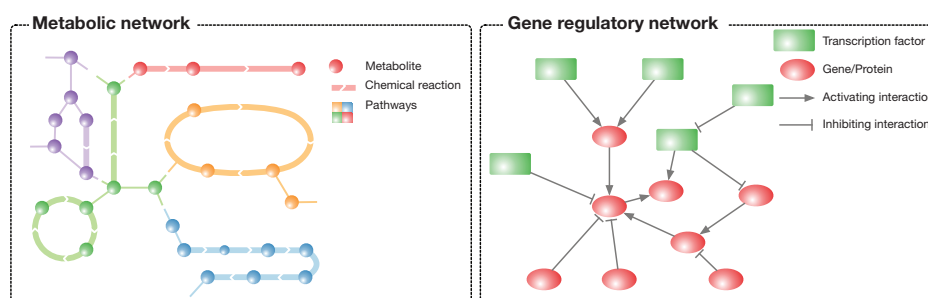 Metabolic network
Metabolite
Chemical reaction
Pathways
Gene regulatory network
Transcription factor
Gene/Protein
Activating interaction
Inhibiting interaction